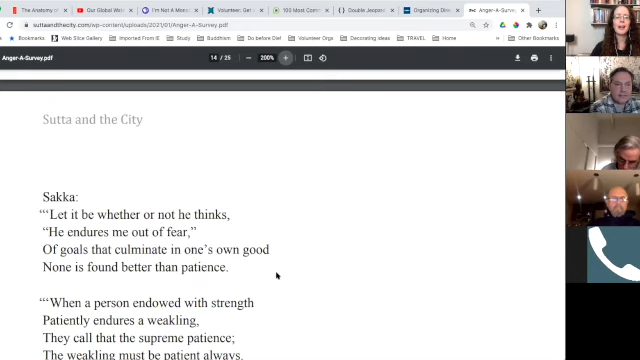 The Anatomy o
Our Global We
I'm Not A Mons
Volunteer: Get
100 Most Comm
Double Jeopard
Organizing Dive
Anger-A-Survey
suttaandthecity.com/wp-content/uploads/2021/01/Anger-A-Survey.pdf
Bookmarks
Web Slice Gallery
Imported From IE
Study
Buddhism
Do before Dief
Decorating ideas
Volunteer Orgs
TRAVEL
Home
Other Bookmarks
Anger-A-Survey.pdf
14 / 25
200%
Sutta and the City
Sakka:
“‘“Let it be whether or not he thinks,
“He endures me out of fear,”
Of goals that culminate in one’s own good
None is found better than patience.
“‘“When a person endowed with strength
Patiently endures a weakling,
They call that the supreme patience;
The weakling must be patient always.